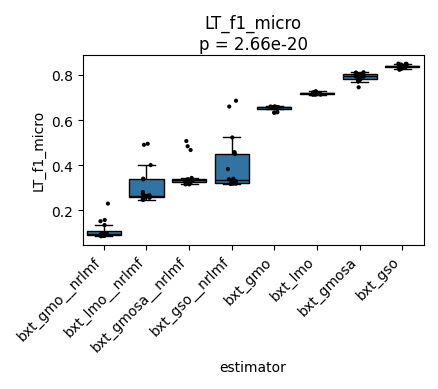 LT_f1_micro
p = 2.66e-20
LT_f1_micro
0.8
0.6
0.4
0.2
bxt_gmo__nrlmf
bxt_lmo__nrlmf
bxt_gmosa__nrlmf
bxt_gso__nrlmf
bxt_gmo
bxt_lmo
bxt_gmosa
bxt_gso
estimator